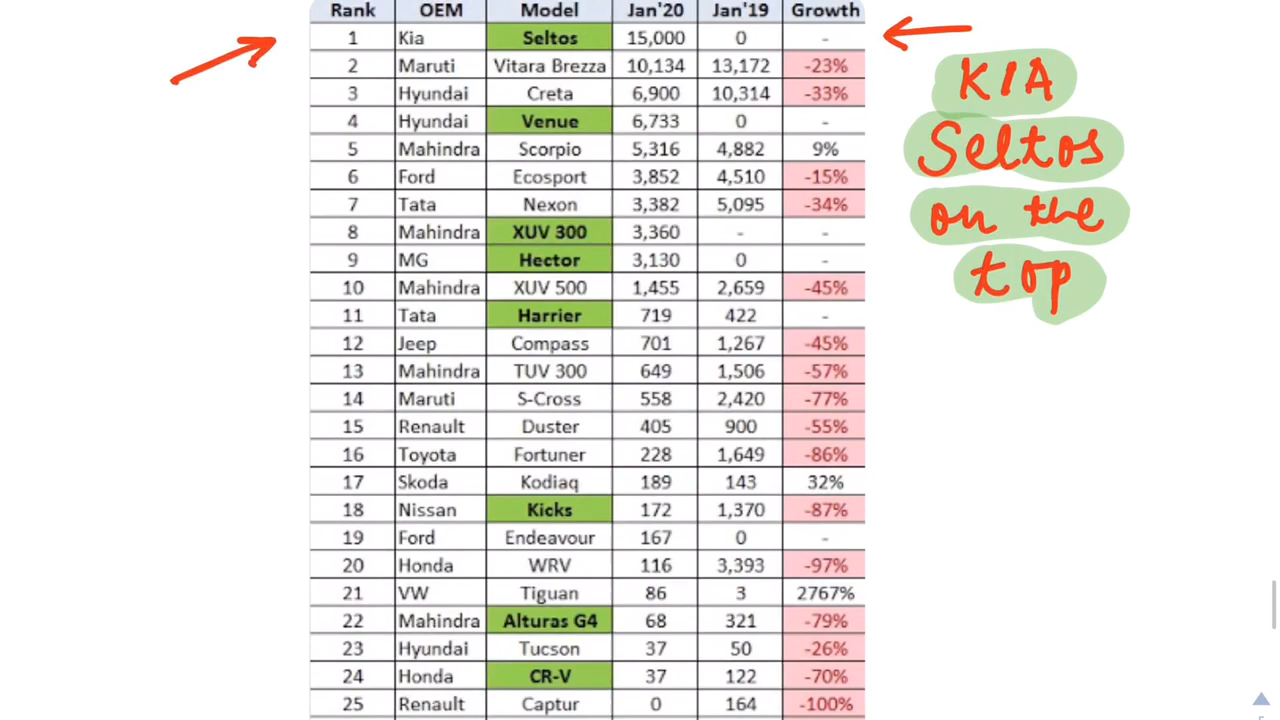 Rank OEM Model Jan'20 Jan'19 Growth
1 Kia Seltos 15,000 0 -
2 Maruti Vitara Brezza 10,134 13,172 -23%
3 Hyundai Creta 6,900 10,314 -33%
4 Hyundai Venue 6,733 0 -
5 Mahindra Scorpio 5,316 4,882 9%
6 Ford Ecosport 3,852 4,510 -15%
7 Tata Nexon 3,382 5,095 -34%
8 Mahindra XUV 300 3,360 - -
9 MG Hector 3,130 0 -
10 Mahindra XUV 500 1,455 2,659 -45%
11 Tata Harrier 719 422 -
12 Jeep Compass 701 1,267 -45%
13 Mahindra TUV 300 649 1,506 -57%
14 Maruti S-Cross 558 2,420 -77%
15 Renault Duster 405 900 -55%
16 Toyota Fortuner 228 1,649 -86%
17 Skoda Kodiaq 189 143 32%
18 Nissan Kicks 172 1,370 -87%
19 Ford Endeavour 167 0 -
20 Honda WRV 116 3,393 -97%
21 VW Tiguan 86 3 2767%
22 Mahindra Alturas G4 68 321 -79%
23 Hyundai Tucson 37 50 -26%
24 Honda CR-V 37 122 -70%
25 Renault Captur 0 164 -100%
KIA
Seltos
on the
top